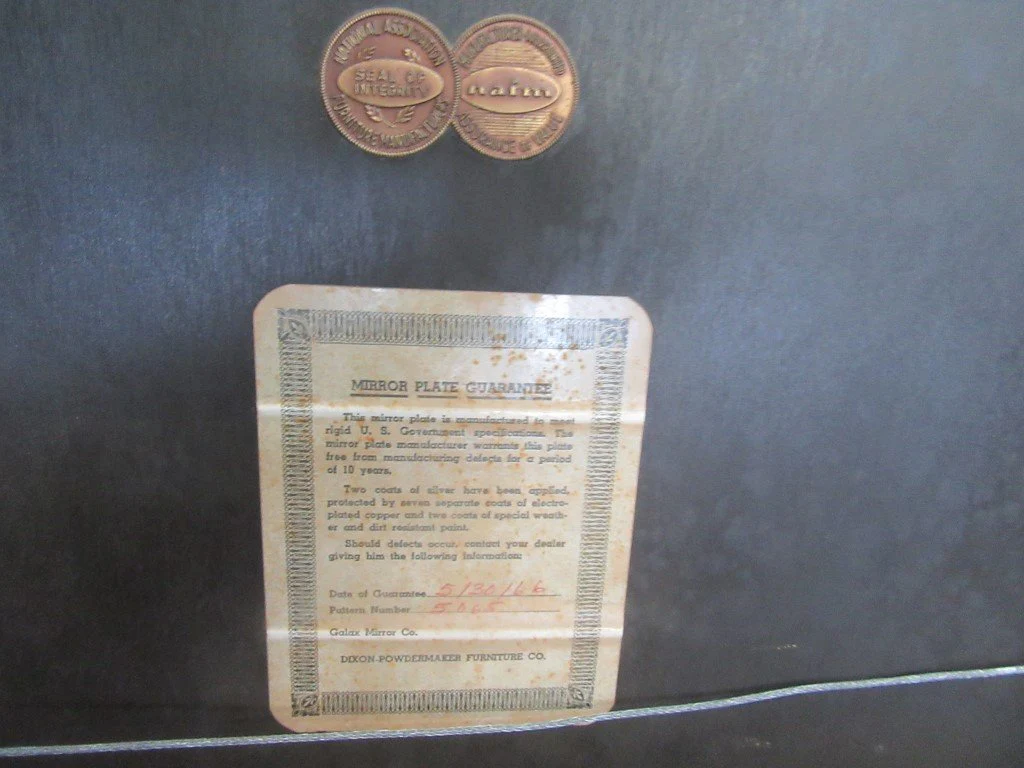 NATIONAL ASSOCIATION
SEAL OF
INTEGRITY
FURNITURE MANUFACTURERS
nafm
ASSURANCE OF
MIRROR PLATE GUARANTEE
This mirror plate is manufactured to meet
rigid U. S. Government specifications. The
mirror plate manufacturer warrants this plate
free from manufacturing defects for a period
of 10 years.
Two coats of silver have been applied,
protected by seven separate coats of electro-
plated copper and two coats of special weath-
er and dirt resistant paint.
Should defects occur, contact your dealer
giving him the following information:
Date of Guarantee 5/30/66
Pattern Number
Galax Mirror Co.
DIXON-POWDERMAKER FURNITURE CO.